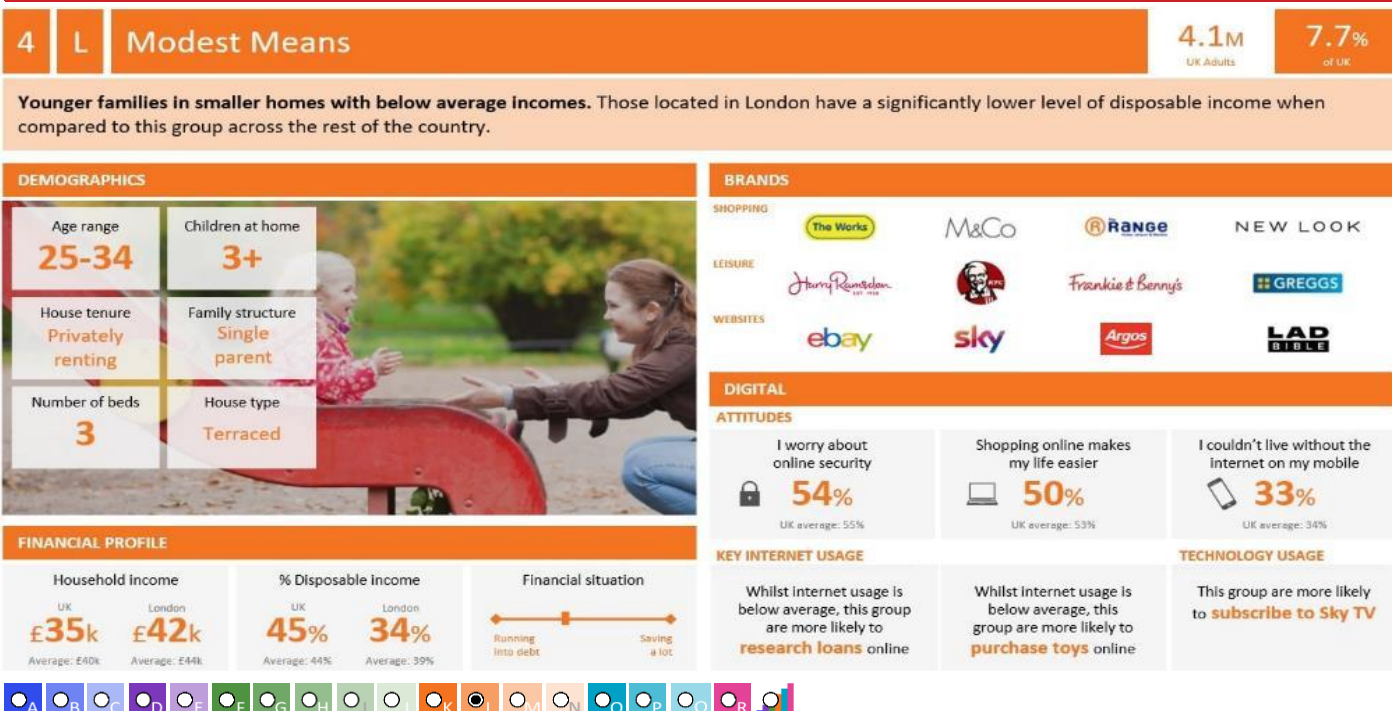 4 L Modest Means 4.1M 7.7%
UK Adults of UK
Younger families in smaller homes with below average incomes. Those located in London have a significantly lower level of disposable income when
compared to this group across the rest of the country.
DEMOGRAPHICS
Age range
25-34
Children at home
3+
House tenure
Privately
renting
Family structure
Single
parent
Number of beds
3
House type
Terraced
FINANCIAL PROFILE
Household income
UK London
£35k £42k
Average: £40k Average: £44k
% Disposable income
UK London
45% 34%
Average: 44% Average: 39%
Financial situation
Running
into debt
Saving
a lot
BRANDS
SHOPPING
The Works M&Co The RANGE NEW LOOK
LEISURE
Harry Ramsden KFC Frankie & Benny's GREGGS
WEBSITES
ebay sky Argos LAD
BIBLE
DIGITAL
ATTITUDES
I worry about
online security
54%
UK average: 55%
Shopping online makes
my life easier
50%
UK average: 53%
I couldn't live without the
internet on my mobile
33%
UK average: 34%
KEY INTERNET USAGE
Whilst internet usage is
below average, this group
are more likely to
research loans online
Whilst internet usage is
below average, this
group are more likely to
purchase toys online
TECHNOLOGY USAGE
This group are more likely
to subscribe to Sky TV
A B C D E F G H I J K L M N O P Q R